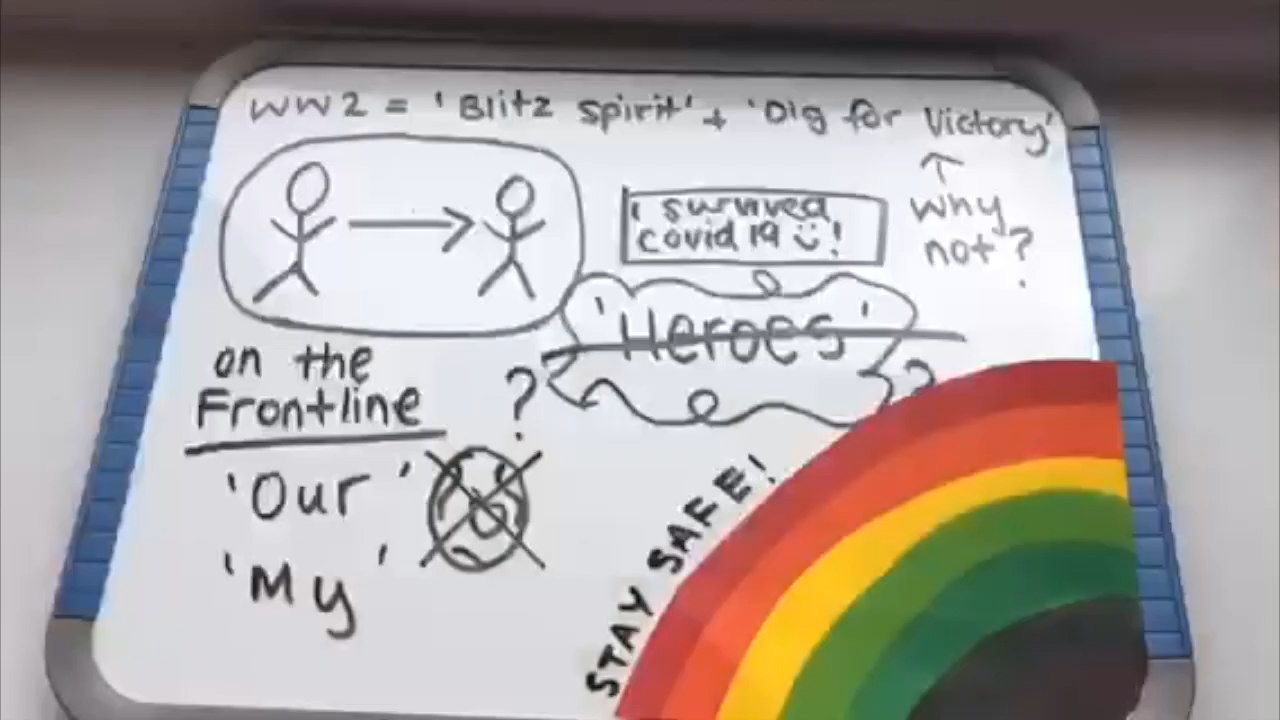 WW2 = 'Blitz Spirit' + 'Dig for Victory'
I survived
covid 19 !
why
not?
'Heroes'
on the
Frontline
?
?
'Our'
'My'
STAY SAFE!